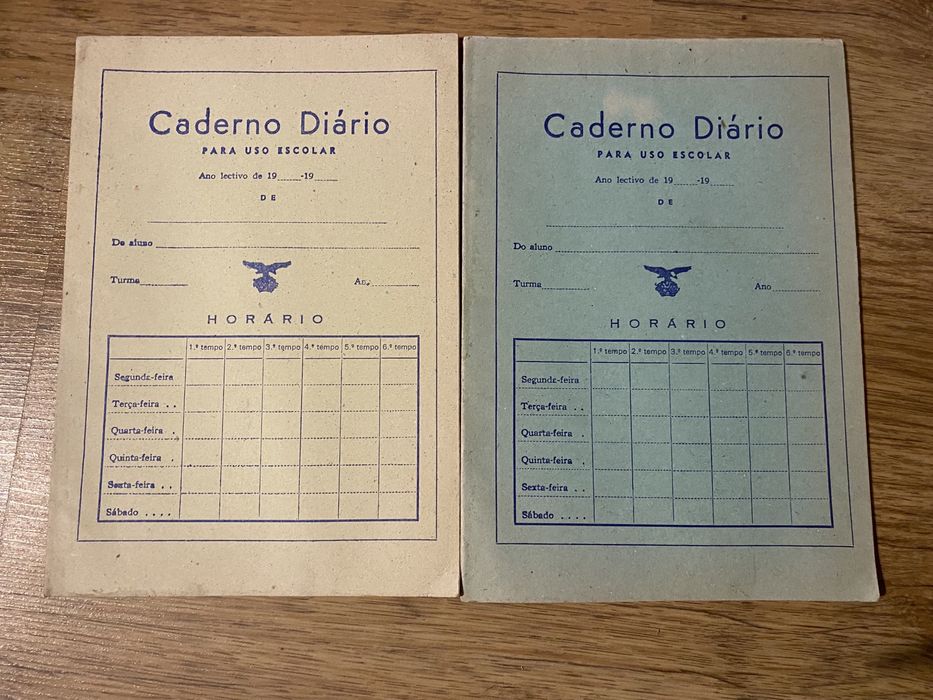 Caderno Diário
PARA USO ESCOLAR
Ano lectivo de 19......-19......
DE
Do aluno
Turma
Ano
HORÁRIO
1.º tempo 2.º tempo 3.º tempo 4.º tempo 5.º tempo 6.º tempo
Segunda-feira
Terça-feira . .
Quarta-feira .
Quinta-feira .
Sexta-feira . .
Sábado . . . .
Caderno Diário
PARA USO ESCOLAR
Ano lectivo de 19......-19......
DE
Do aluno
Turma
Ano
HORÁRIO
1.º tempo 2.º tempo 3.º tempo 4.º tempo 5.º tempo 6.º tempo
Segunda-feira
Terça-feira . .
Quarta-feira .
Quinta-feira .
Sexta-feira . .
Sábado . . . .